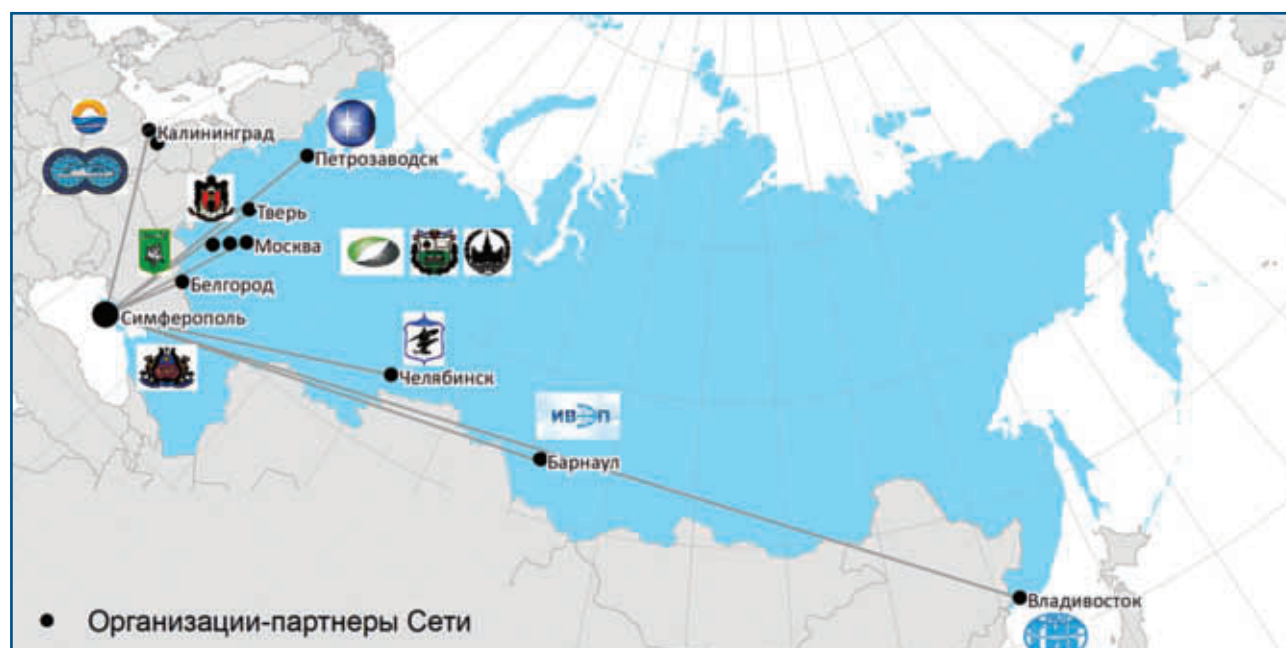 Калининград
Петрозаводск
Тверь
Москва
Белгород
Симферополь
Челябинск
ИВЭП
Барнаул
Владивосток
Организации-партнеры Сети